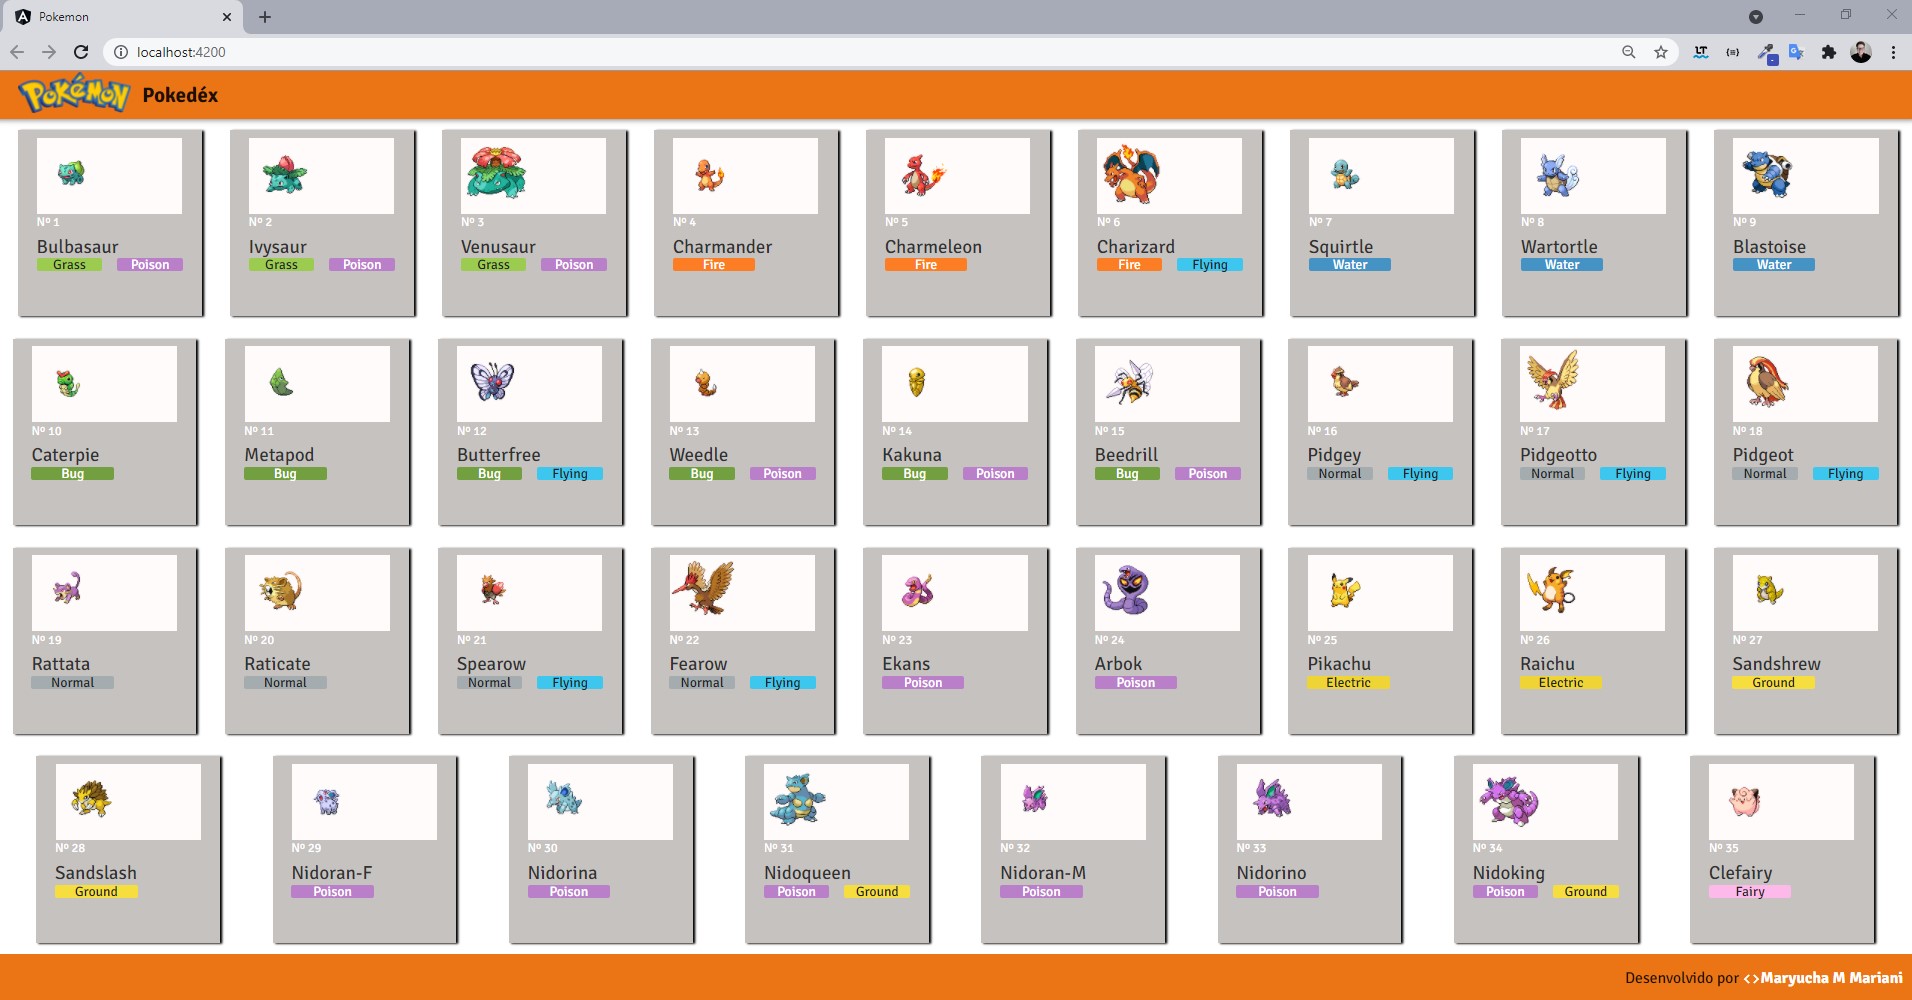 Pokemon
localhost:4200
LT
POKéMON Pokedéx
Nº 1 Nº 2 Nº 3 Nº 4 Nº 5 Nº 6 Nº 7 Nº 8 Nº 9
Bulbasaur Ivysaur Venusaur Charmander Charmeleon Charizard Squirtle Wartortle Blastoise
Grass Poison Grass Poison Grass Poison Fire Fire Fire Flying Water Water Water
Nº 10 Nº 11 Nº 12 Nº 13 Nº 14 Nº 15 Nº 16 Nº 17 Nº 18
Caterpie Metapod Butterfree Weedle Kakuna Beedrill Pidgey Pidgeotto Pidgeot
Bug Bug Bug Flying Bug Poison Bug Poison Bug Poison Normal Flying Normal Flying Normal Flying
Nº 19 Nº 20 Nº 21 Nº 22 Nº 23 Nº 24 Nº 25 Nº 26 Nº 27
Rattata Raticate Spearow Fearow Ekans Arbok Pikachu Raichu Sandshrew
Normal Normal Normal Flying Normal Flying Poison Poison Electric Electric Ground
Nº 28 Nº 29 Nº 30 Nº 31 Nº 32 Nº 33 Nº 34 Nº 35
Sandslash Nidoran-F Nidorina Nidoqueen Nidoran-M Nidorino Nidoking Clefairy
Ground Poison Poison Poison Ground Poison Poison Poison Ground Fairy
Desenvolvido por <>Maryucha M Mariani